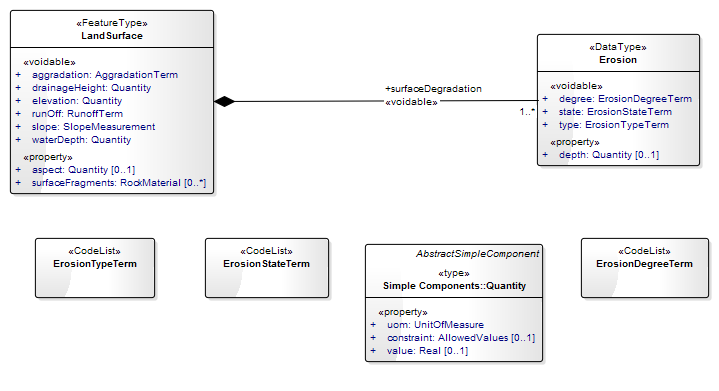 «FeatureType»
LandSurface
«voidable»
+ aggradation: AggradationTerm
+ drainageHeight: Quantity
+ elevation: Quantity
+ runOff: RunoffTerm
+ slope: SlopeMeasurement
+ waterDepth: Quantity
«property»
+ aspect: Quantity [0..1]
+ surfaceFragments: RockMaterial [0..*]
+surfaceDegradation
«voidable»
1..*
«DataType»
Erosion
«voidable»
+ degree: ErosionDegreeTerm
+ state: ErosionStateTerm
+ type: ErosionTypeTerm
«property»
+ depth: Quantity [0..1]
«CodeList»
ErosionTypeTerm
«CodeList»
ErosionStateTerm
AbstractSimpleComponent
«type»
Simple Components::Quantity
«property»
+ uom: UnitOfMeasure
+ constraint: AllowedValues [0..1]
+ value: Real [0..1]
«CodeList»
ErosionDegreeTerm